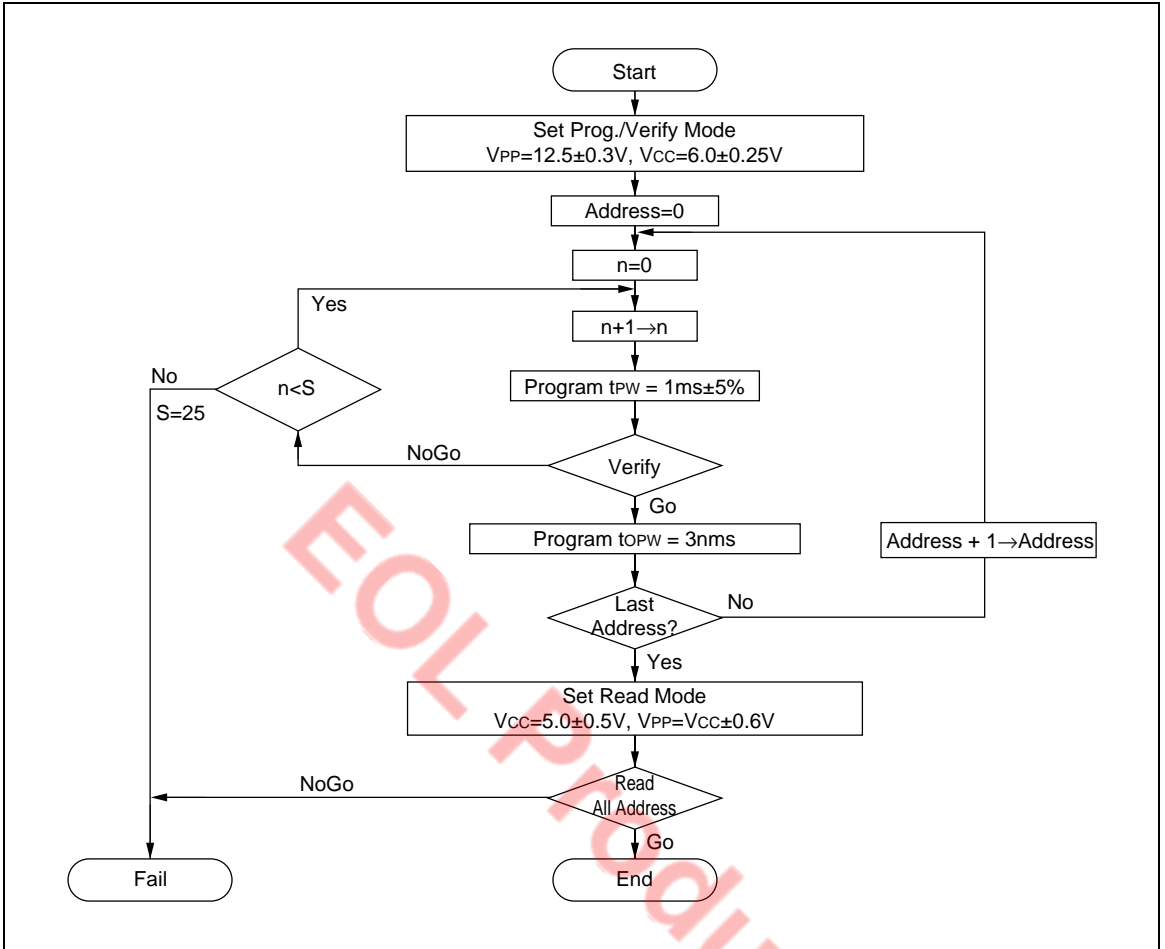 Start
Set Prog./Verify Mode
VPP=12.5±0.3V, VCC=6.0±0.25V
Address=0
n=0
Yes
n+1→n
No
n<S
S=25
Program tPW = 1ms±5%
NoGo
Verify
Go
Program tOPW = 3nms
Address + 1→Address
Last
Address?
No
Yes
Set Read Mode
VCC=5.0±0.5V, VPP=VCC±0.6V
NoGo
Read
All Address
Go
Fail
End
EOL Produ